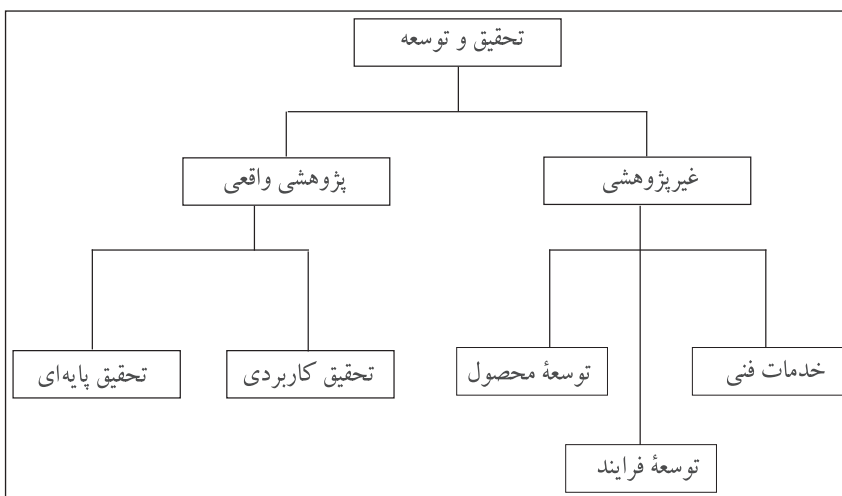 تحقیق و توسعه
غیرپژوهشی
پژوهشی واقعی
خدمات فنی
توسعهٔ محصول
تحقیق کاربردی
تحقیق پایه‌ای
توسعهٔ فرایند